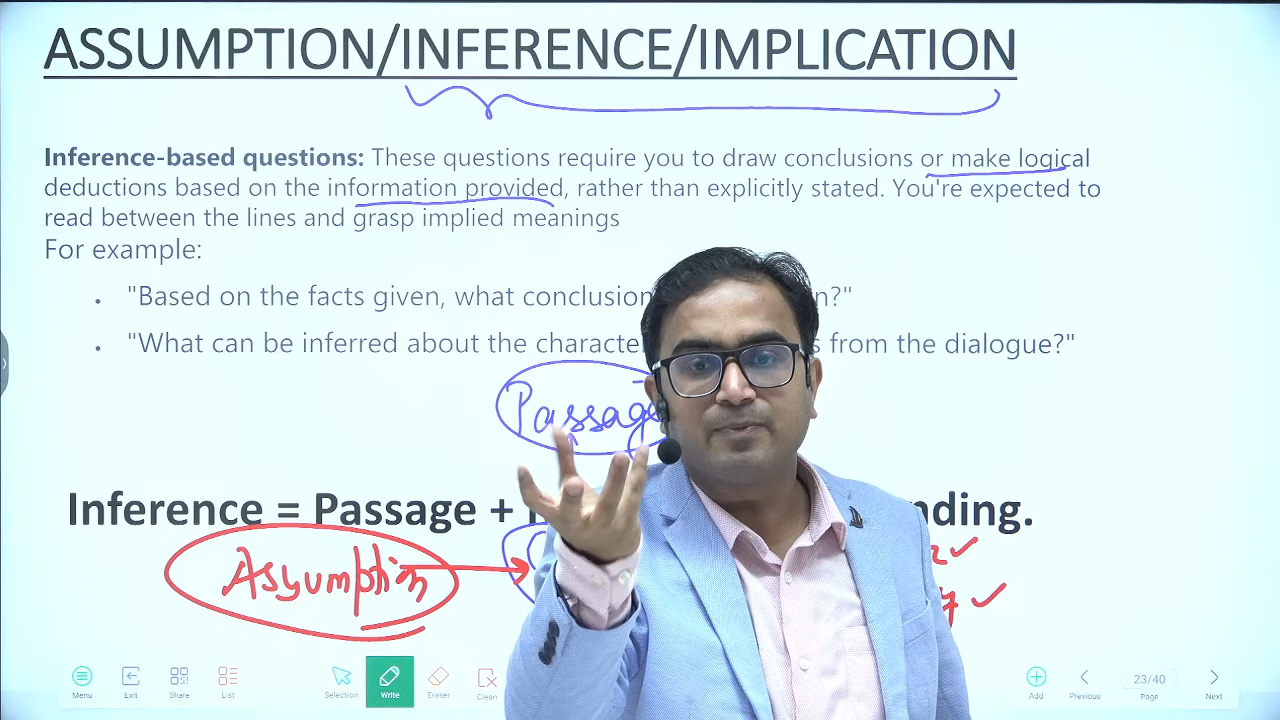 ASSUMPTION/INFERENCE/IMPLICATION
Inference-based questions: These questions require you to draw conclusions or make logical
deductions based on the information provided, rather than explicitly stated. You're expected to
read between the lines and grasp implied meanings
For example:
• "Based on the facts given, what conclusion n?"
• "What can be inferred about the characte s from the dialogue?"
Passage
Inference = Passage + nding.
Assumption
Menu Exit Share List Selection Write Eraser Clean Add Previous 23/40 Page Next